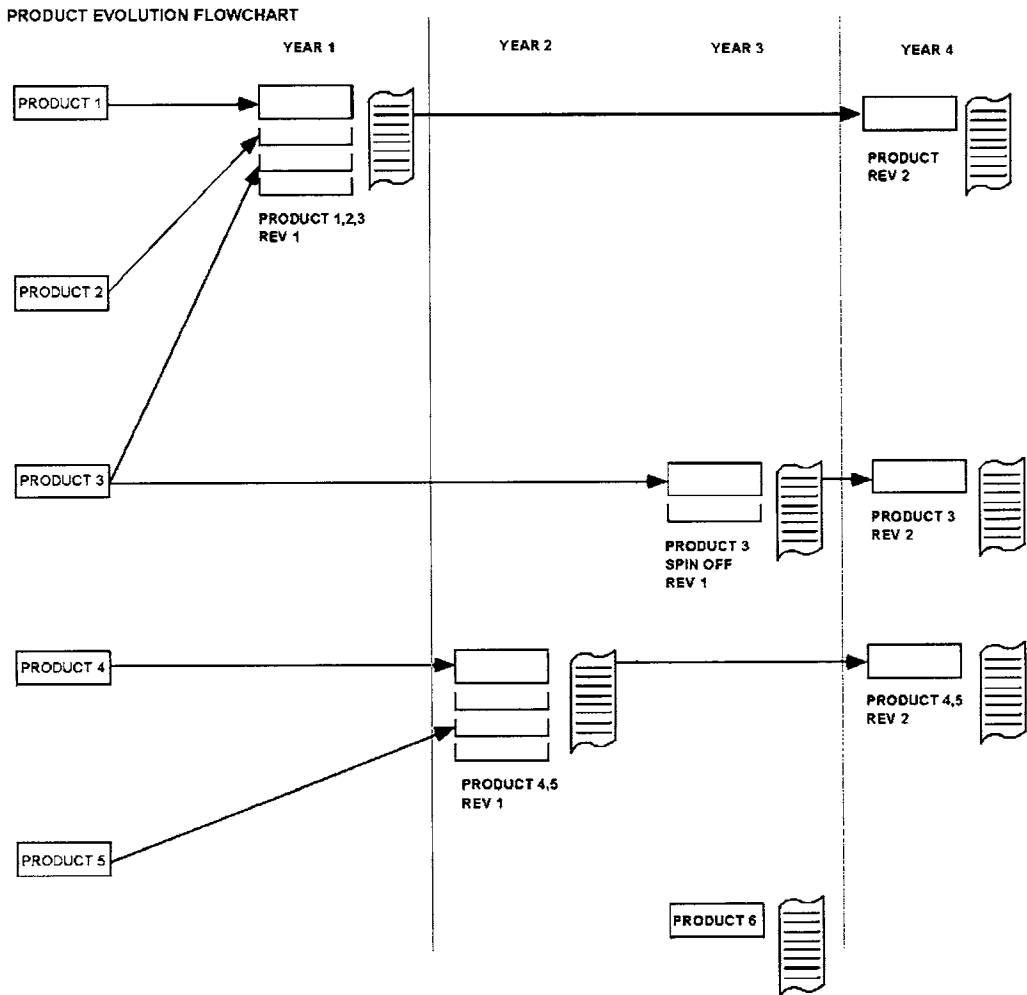 PRODUCT EVOLUTION FLOWCHART
YEAR 1
YEAR 2
YEAR 3
YEAR 4
PRODUCT 1
PRODUCT 1,2,3
REV 1
PRODUCT
REV 2
PRODUCT 2
PRODUCT 3
PRODUCT 3
SPIN OFF
REV 1
PRODUCT 3
REV 2
PRODUCT 4
PRODUCT 4,5
REV 1
PRODUCT 4,5
REV 2
PRODUCT 5
PRODUCT 6